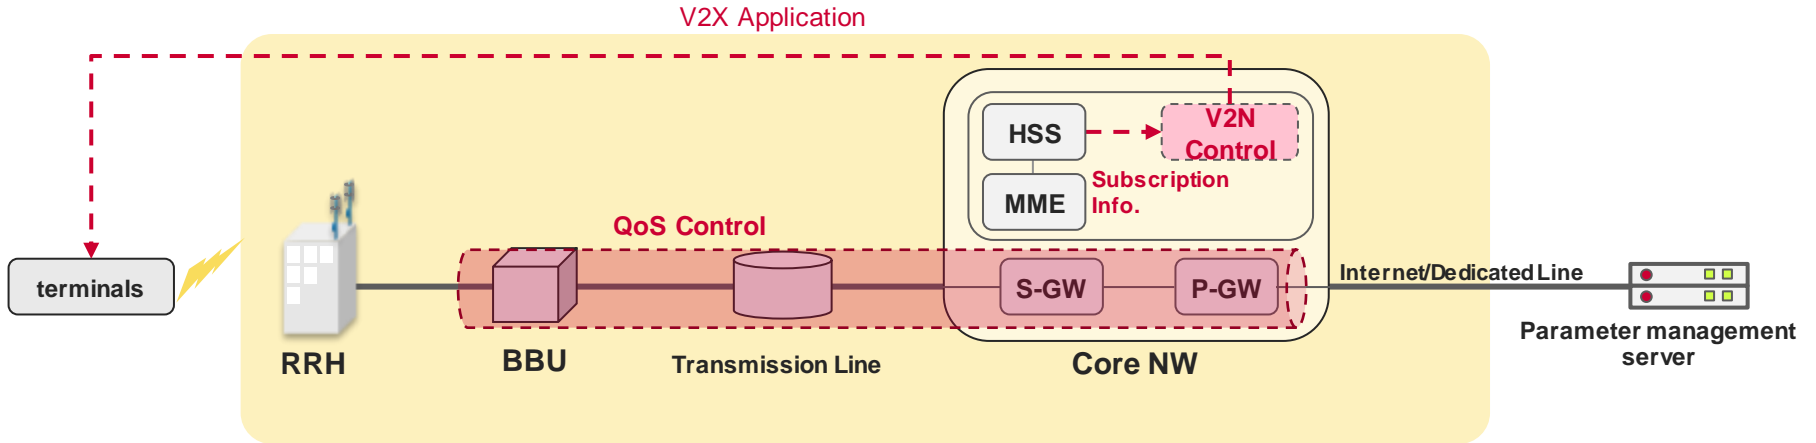 V2X Application
HSS
V2N
Control
MME
Subscription
Info.
QoS Control
terminals
S-GW
P-GW
Internet/Dedicated Line
RRH
BBU
Transmission Line
Core NW
Parameter management
server